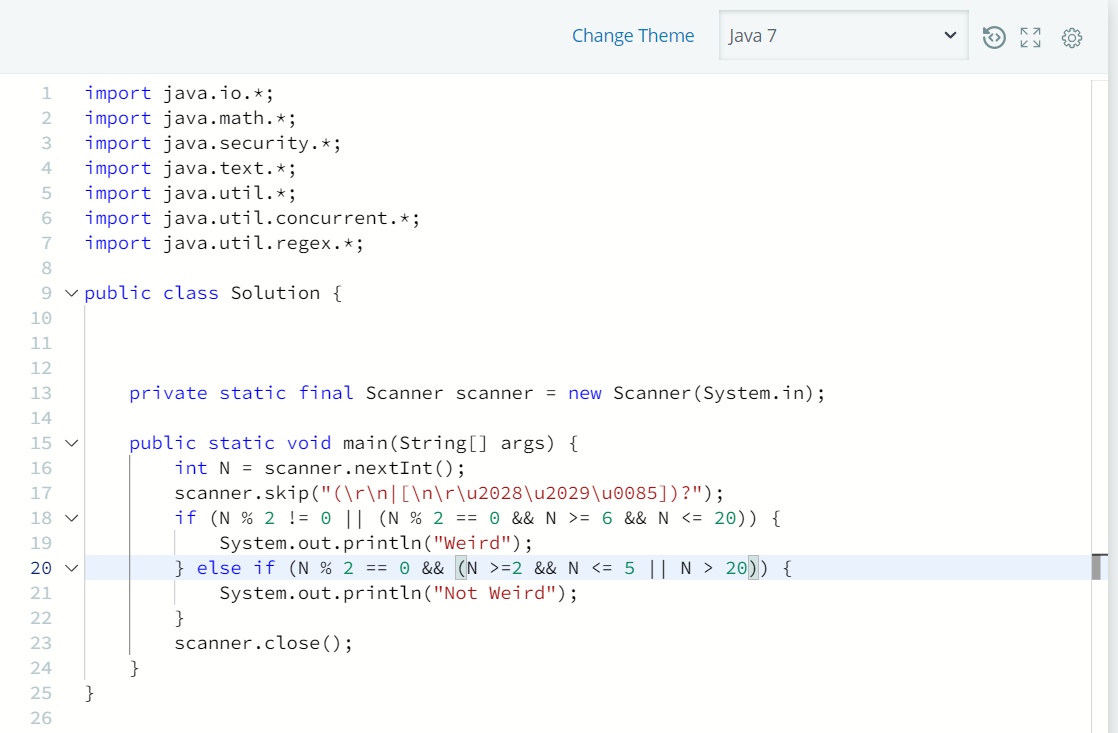 Change Theme Java 7
1 import java.io.*;
2 import java.math.*;
3 import java.security.*;
4 import java.text.*;
5 import java.util.*;
6 import java.util.concurrent.*;
7 import java.util.regex.*;
8
9 public class Solution {
10
11
12
13 private static final Scanner scanner = new Scanner(System.in);
14
15 public static void main(String[] args) {
16 int N = scanner.nextInt();
17 scanner.skip("(\r\n|[\n\r\u2028\u2029\u0085])?");
18 if (N % 2 != 0 || (N % 2 == 0 && N >= 6 && N <= 20)) {
19 System.out.println("Weird");
20 } else if (N % 2 == 0 && (N >=2 && N <= 5 || N > 20)) {
21 System.out.println("Not Weird");
22 }
23 scanner.close();
24 }
25 }
26